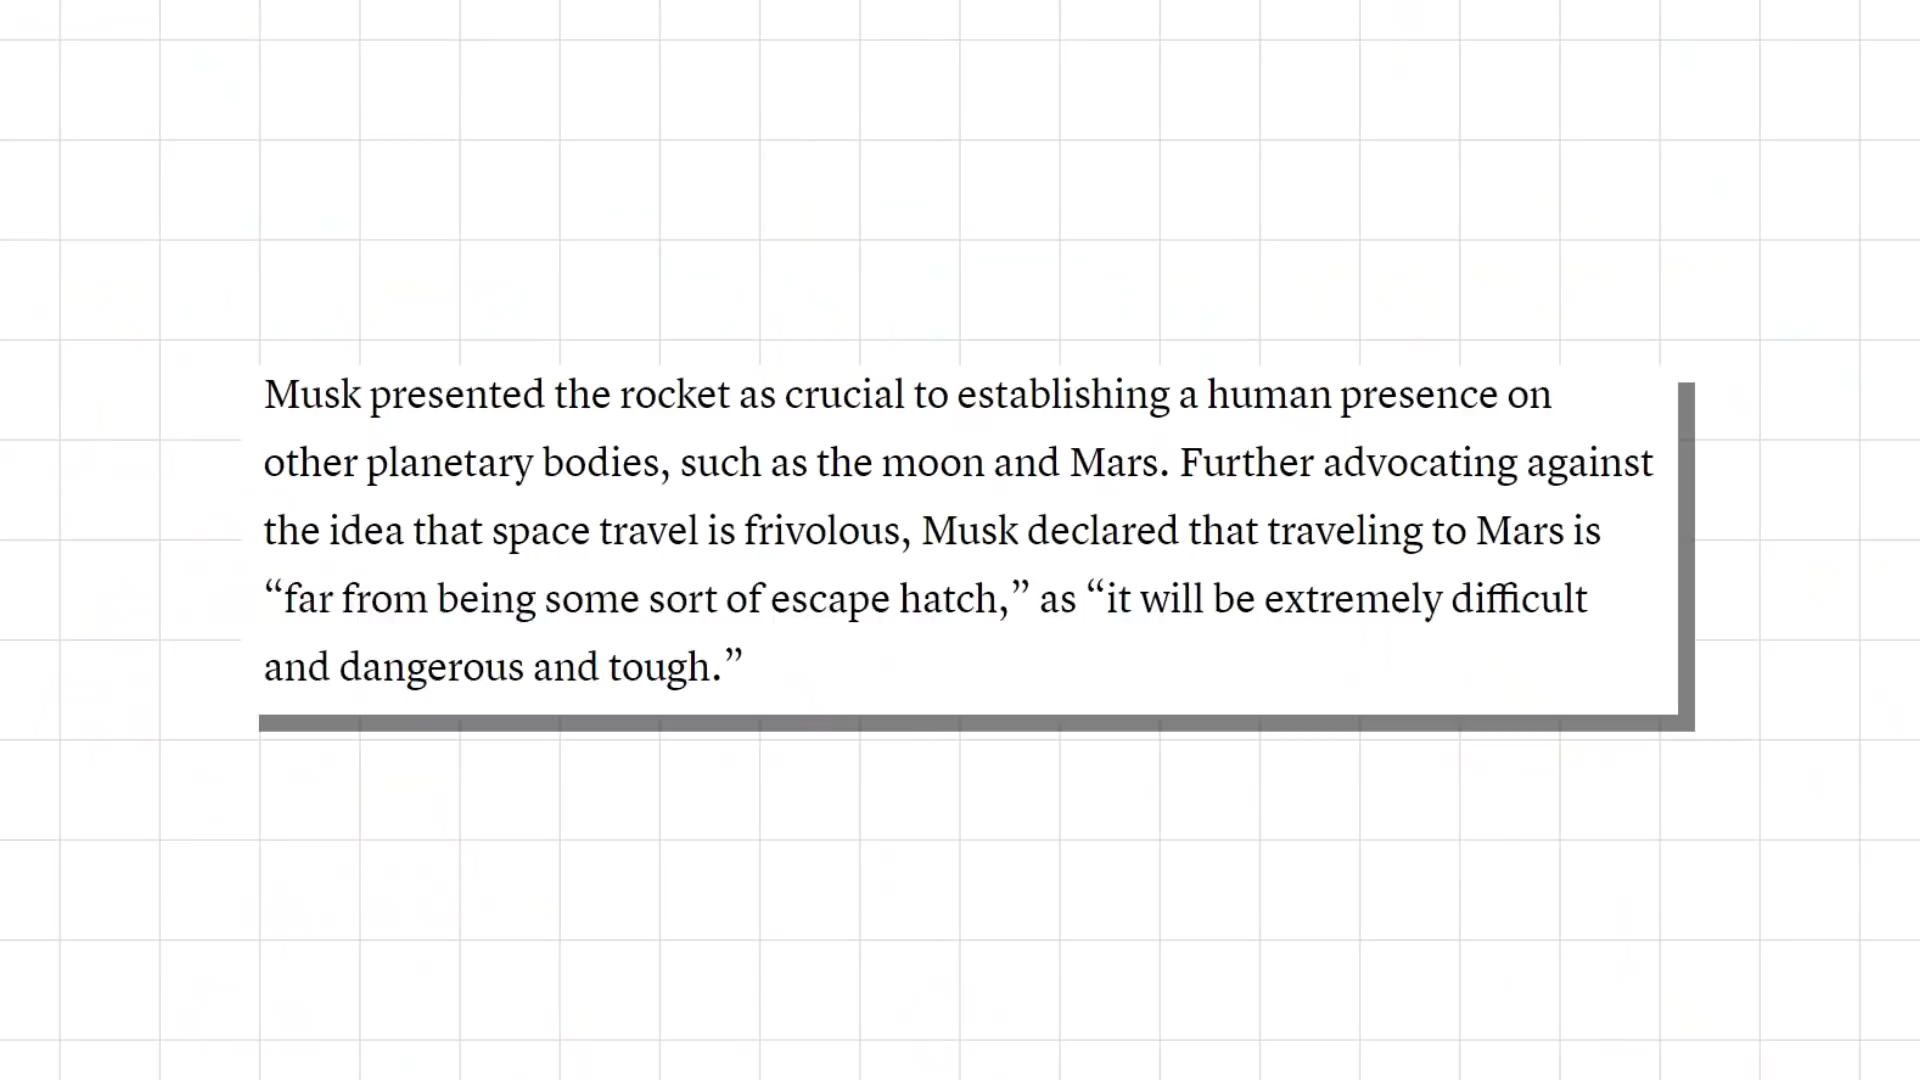 Musk presented the rocket as crucial to establishing a human presence on
other planetary bodies, such as the moon and Mars. Further advocating against
the idea that space travel is frivolous, Musk declared that traveling to Mars is
“far from being some sort of escape hatch,” as “it will be extremely difficult
and dangerous and tough.”